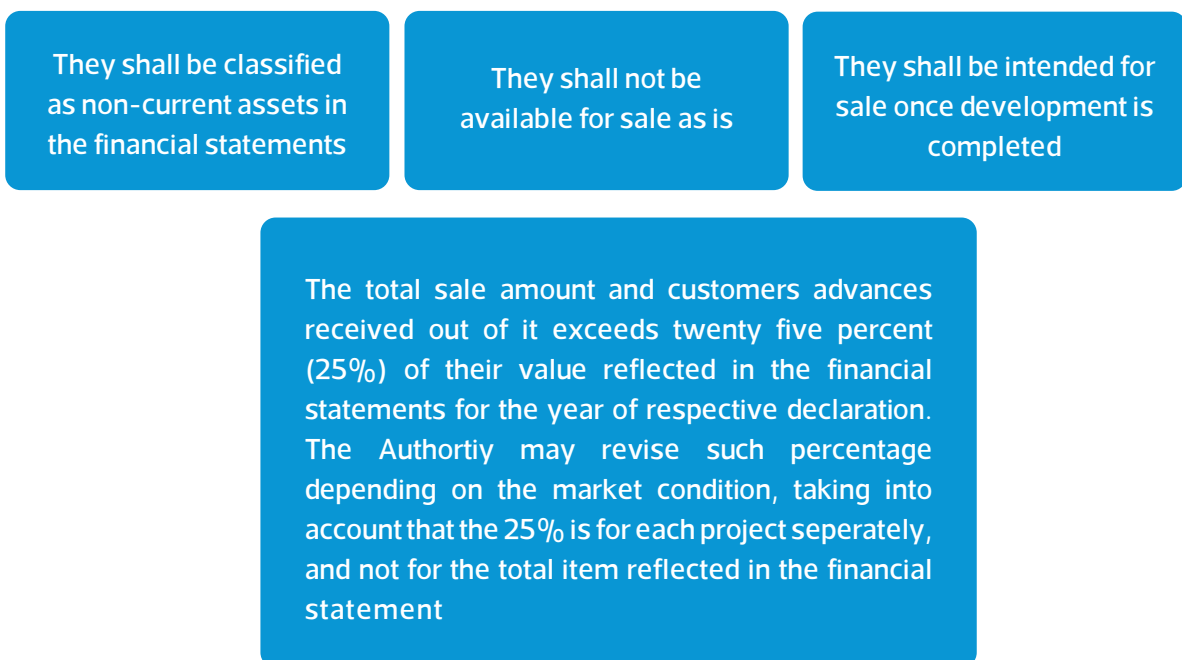 They shall be classified
as non-current assets in
the financial statements
They shall not be
available for sale as is
They shall be intended for
sale once development is
completed
The total sale amount and customers advances
received out of it exceeds twenty five percent
(25%) of their value reflected in the financial
statements for the year of respective declaration.
The Authortiy may revise such percentage
depending on the market condition, taking into
account that the 25% is for each project seperately,
and not for the total item reflected in the financial
statement